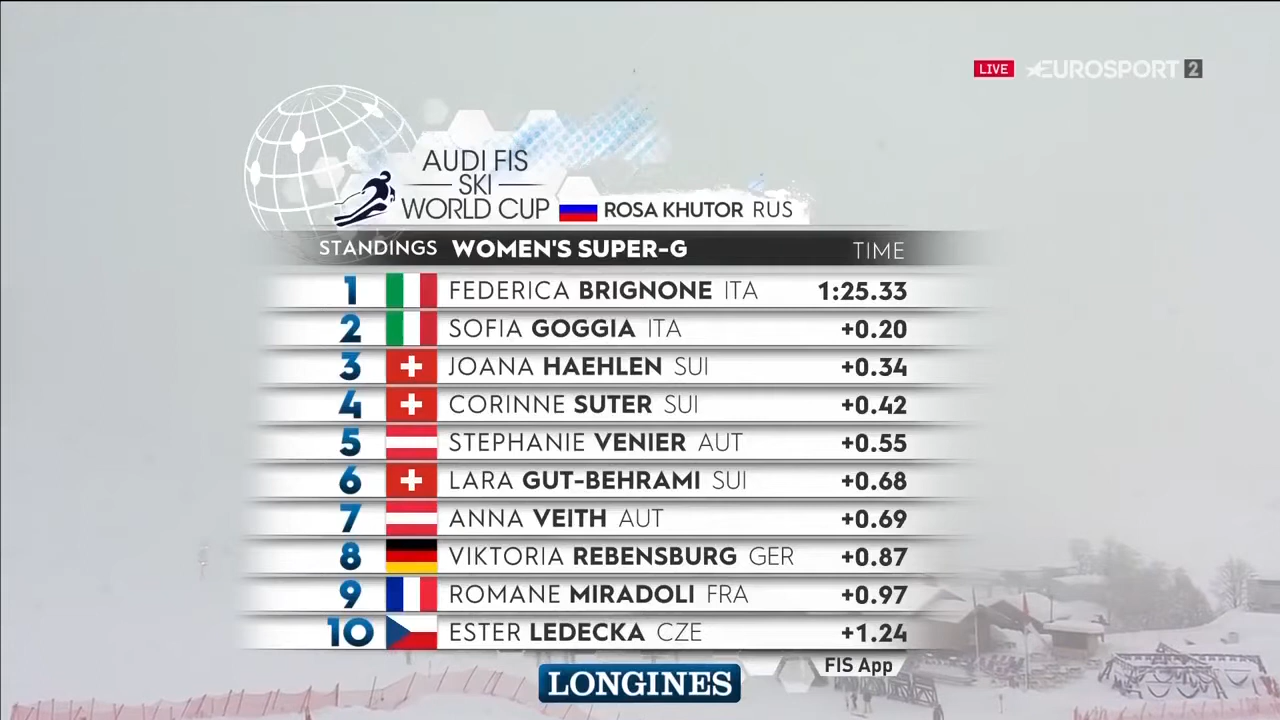 LIVE EUROSPORT 2
AUDI FIS
SKI
WORLD CUP
ROSA KHUTOR RUS
STANDINGS WOMEN'S SUPER-G TIME
1 FEDERICA BRIGNONE ITA 1:25.33
2 SOFIA GOGGIA ITA +0.20
3 JOANA HAEHLEN SUI +0.34
4 CORINNE SUTER SUI +0.42
5 STEPHANIE VENIER AUT +0.55
6 LARA GUT-BEHRAMI SUI +0.68
7 ANNA VEITH AUT +0.69
8 VIKTORIA REBENSBURG GER +0.87
9 ROMANE MIRADOLI FRA +0.97
10 ESTER LEDECKA CZE +1.24
FIS App
LONGINES